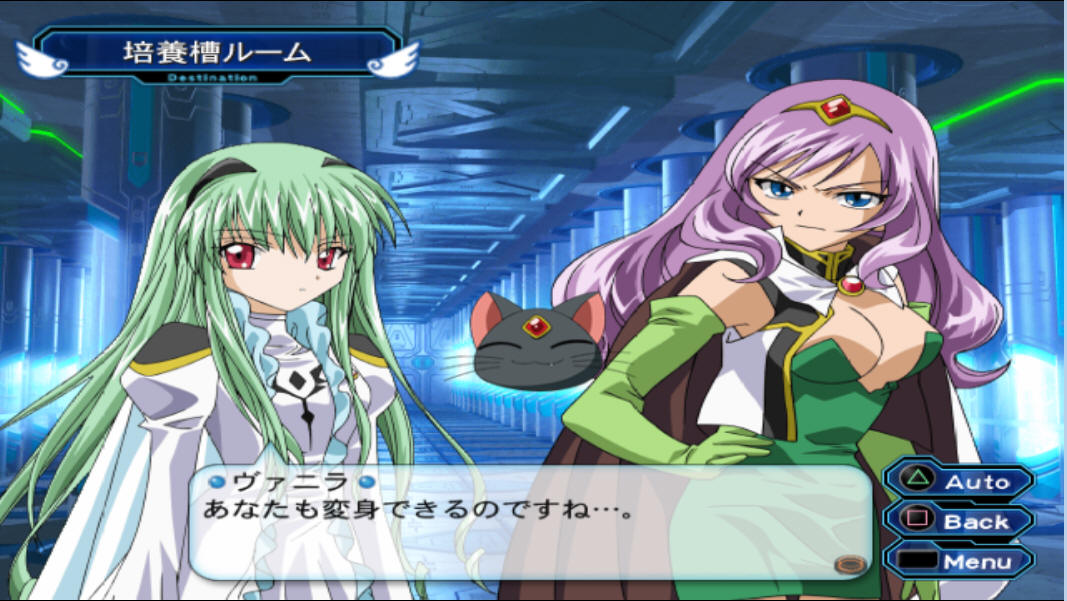 培養槽ルーム
Destination
ヴァニラ
あなたも変身できるのですね…。
Auto
Back
Menu